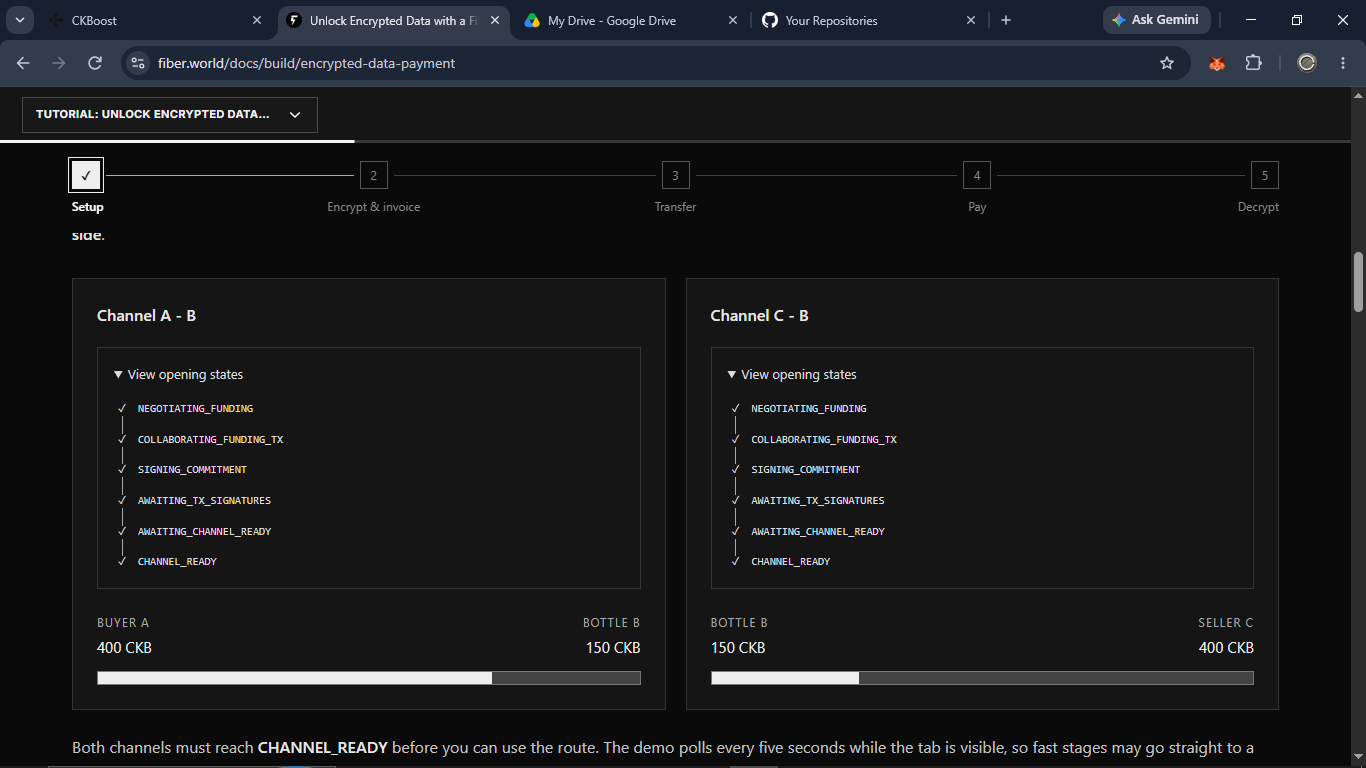 CKBoost
Unlock Encrypted Data with a Fi
My Drive - Google Drive
Your Repositories
Ask Gemini
fiber.world/docs/build/encrypted-data-payment
TUTORIAL: UNLOCK ENCRYPTED DATA...
✓ 2 3 4 5
Setup Encrypt & invoice Transfer Pay Decrypt
side.
Channel A - B
▼ View opening states
✓ NEGOTIATING_FUNDING
✓ COLLABORATING_FUNDING_TX
✓ SIGNING_COMMITMENT
✓ AWAITING_TX_SIGNATURES
✓ AWAITING_CHANNEL_READY
✓ CHANNEL_READY
BUYER A BOTTLE B
400 CKB 150 CKB
Channel C - B
▼ View opening states
✓ NEGOTIATING_FUNDING
✓ COLLABORATING_FUNDING_TX
✓ SIGNING_COMMITMENT
✓ AWAITING_TX_SIGNATURES
✓ AWAITING_CHANNEL_READY
✓ CHANNEL_READY
BOTTLE B SELLER C
150 CKB 400 CKB
Both channels must reach CHANNEL_READY before you can use the route. The demo polls every five seconds while the tab is visible, so fast stages may go straight to a